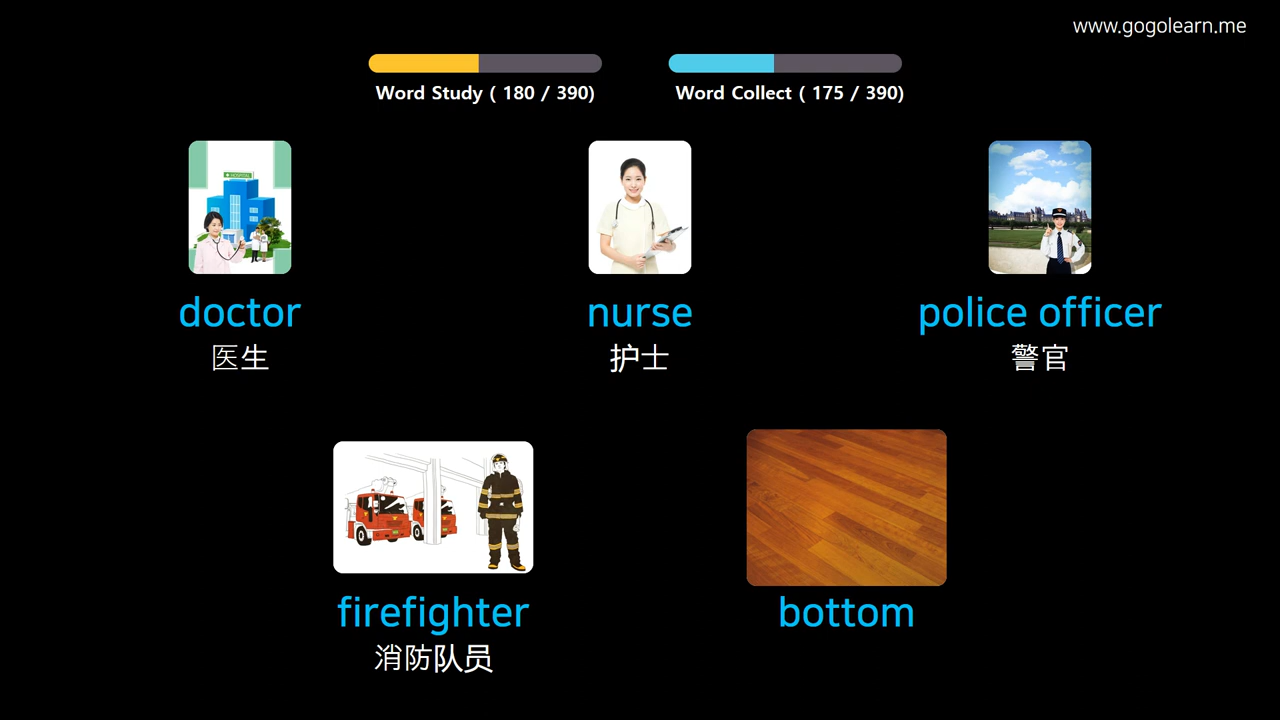 www.gogolearn.me
Word Study ( 180 / 390)
Word Collect ( 175 / 390)
HOSPITAL
doctor
医生
nurse
护士
police officer
警官
firefighter
消防队员
bottom